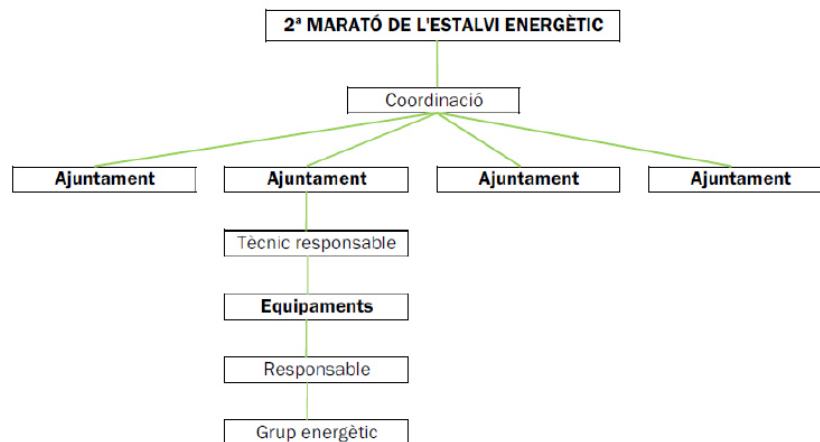 2ª MARATÓ DE L'ESTALVI ENERGÈTIC
Coordinació
Ajuntament
Ajuntament
Ajuntament
Ajuntament
Tècnic responsable
Equipaments
Responsable
Grup energètic